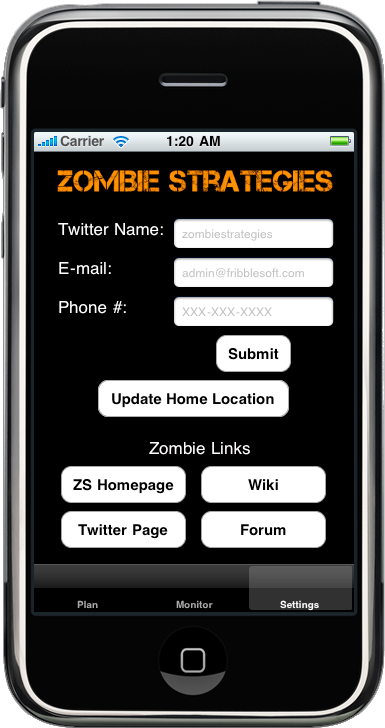 Carrier 1:20 AM
ZOMBIE STRATEGIES
Twitter Name: zombiestrategies
E-mail: admin@fribblesoft.com
Phone #: XXX-XXX-XXXX
Submit
Update Home Location
Zombie Links
ZS Homepage Wiki
Twitter Page Forum
Plan Monitor Settings